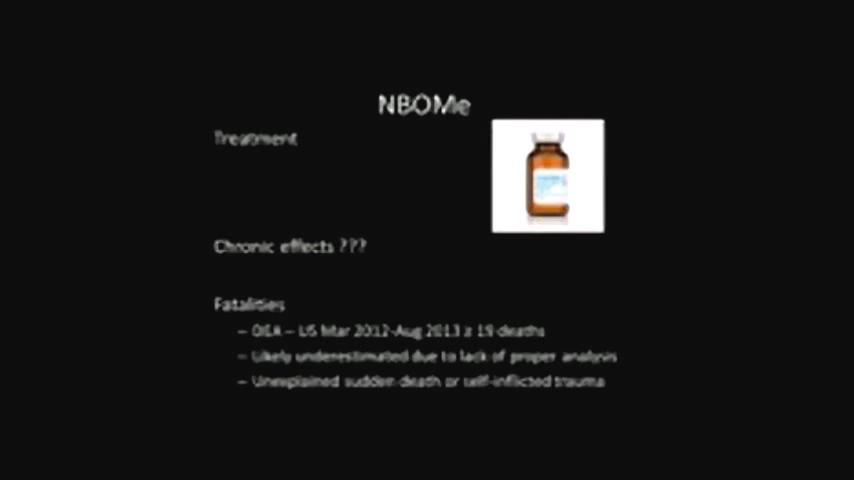 NBOMe
Treatment
Chronic effects ???
Fatalities
– DEA – US Mar 2012-Aug 2013 ≥ 19 deaths
– Likely underestimated due to lack of proper analysis
– Unexplained sudden death or self-inflicted trauma